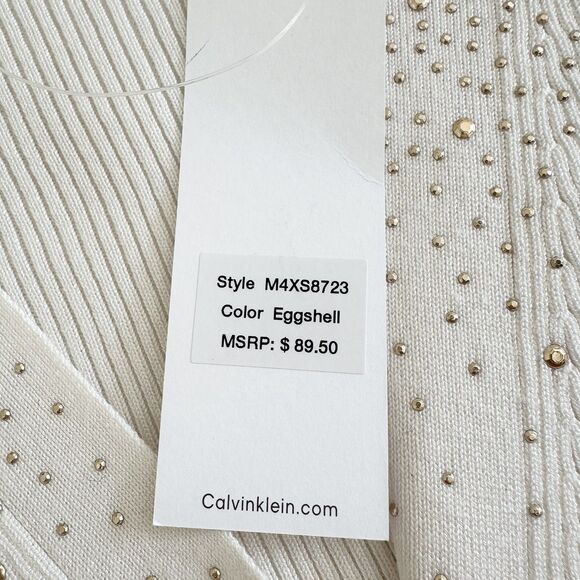 Style M4XS8723
Color Eggshell
MSRP: $ 89.50
Calvinklein.com